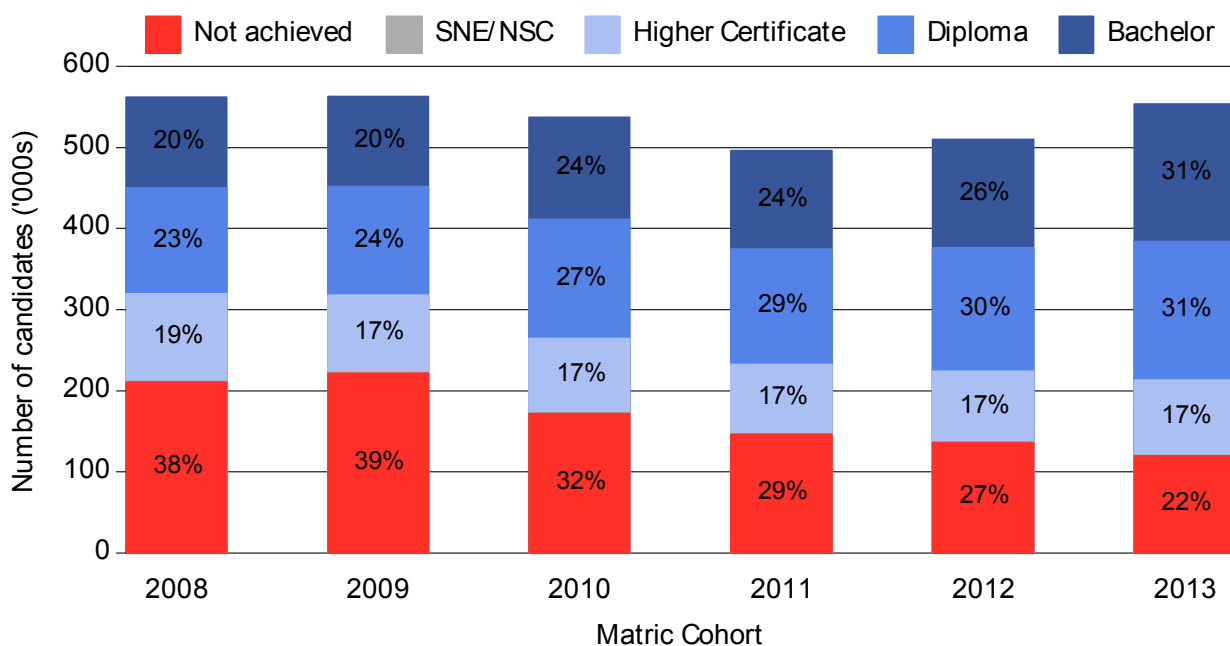 Not achieved SNE/ NSC Higher Certificate Diploma Bachelor
Number of candidates ('000s)
600
500
400
300
200
100
0
20% 20% 24% 24% 26% 31%
23% 24% 27% 29% 30% 31%
19% 17% 17% 17% 17% 17%
38% 39% 32% 29% 27% 22%
2008 2009 2010 2011 2012 2013
Matric Cohort